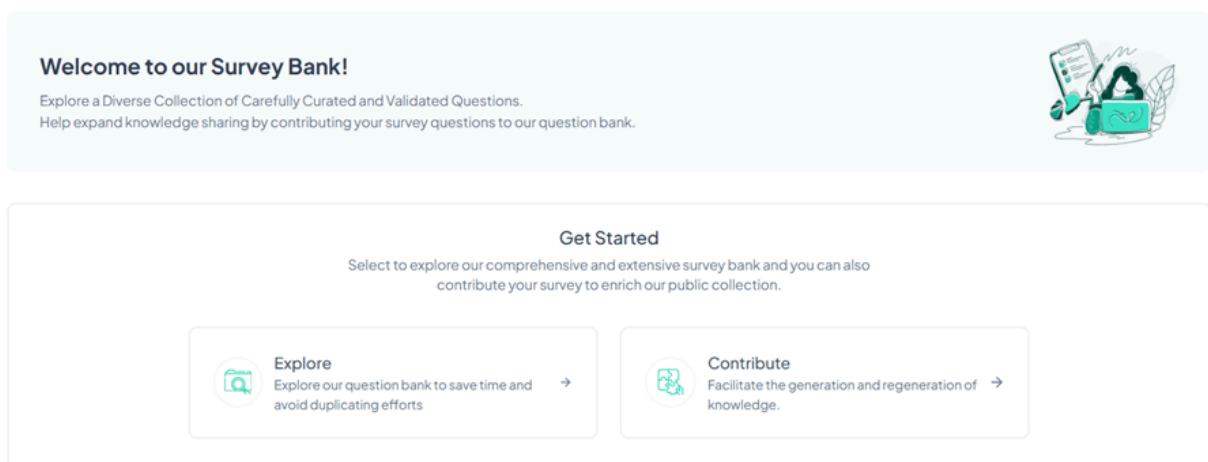 Welcome to our Survey Bank!
Explore a Diverse Collection of Carefully Curated and Validated Questions.
Help expand knowledge sharing by contributing your survey questions to our question bank.
Get Started
Select to explore our comprehensive and extensive survey bank and you can also
contribute your survey to enrich our public collection.
Explore
Explore our question bank to save time and
avoid duplicating efforts
Contribute
Facilitate the generation and regeneration of
knowledge.